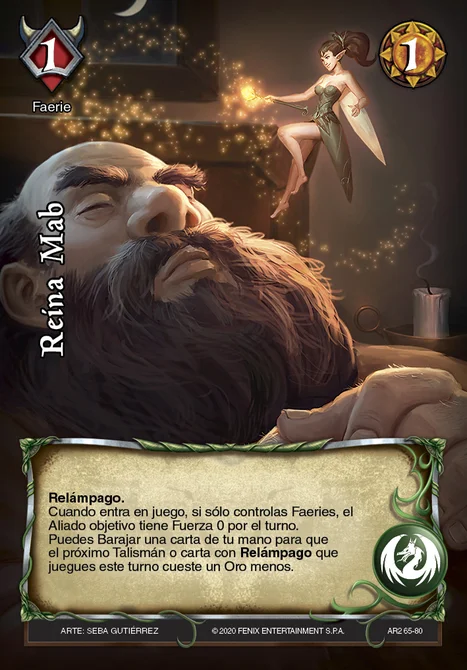 1
1
Faerie
Reina Mab
Relámpago.
Cuando entra en juego, si sólo controlas Faeries, el
Aliado objetivo tiene Fuerza 0 por el turno.
Puedes Barajar una carta de tu mano para que
el próximo Talismán o carta con Relámpago que
juegues este turno cueste un Oro menos.
ARTE: SEBA GUTIÉRREZ
© 2020 FENIX ENTERTAINMENT S.P.A.
AR2 65-80